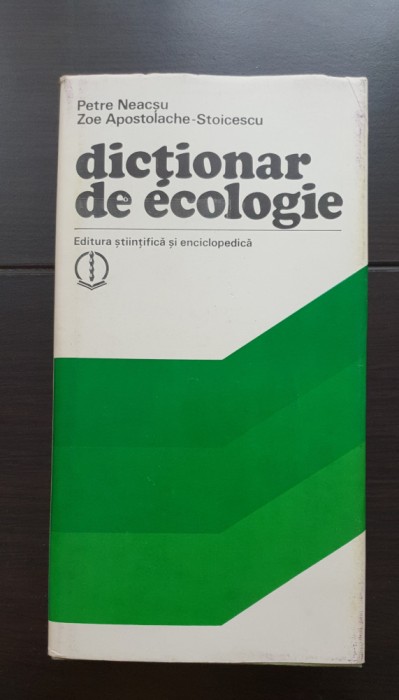 Petre Neacșu
Zoe Apostolache-Stoicescu
dicționar
de ecologie
Editura științifică și enciclopedică